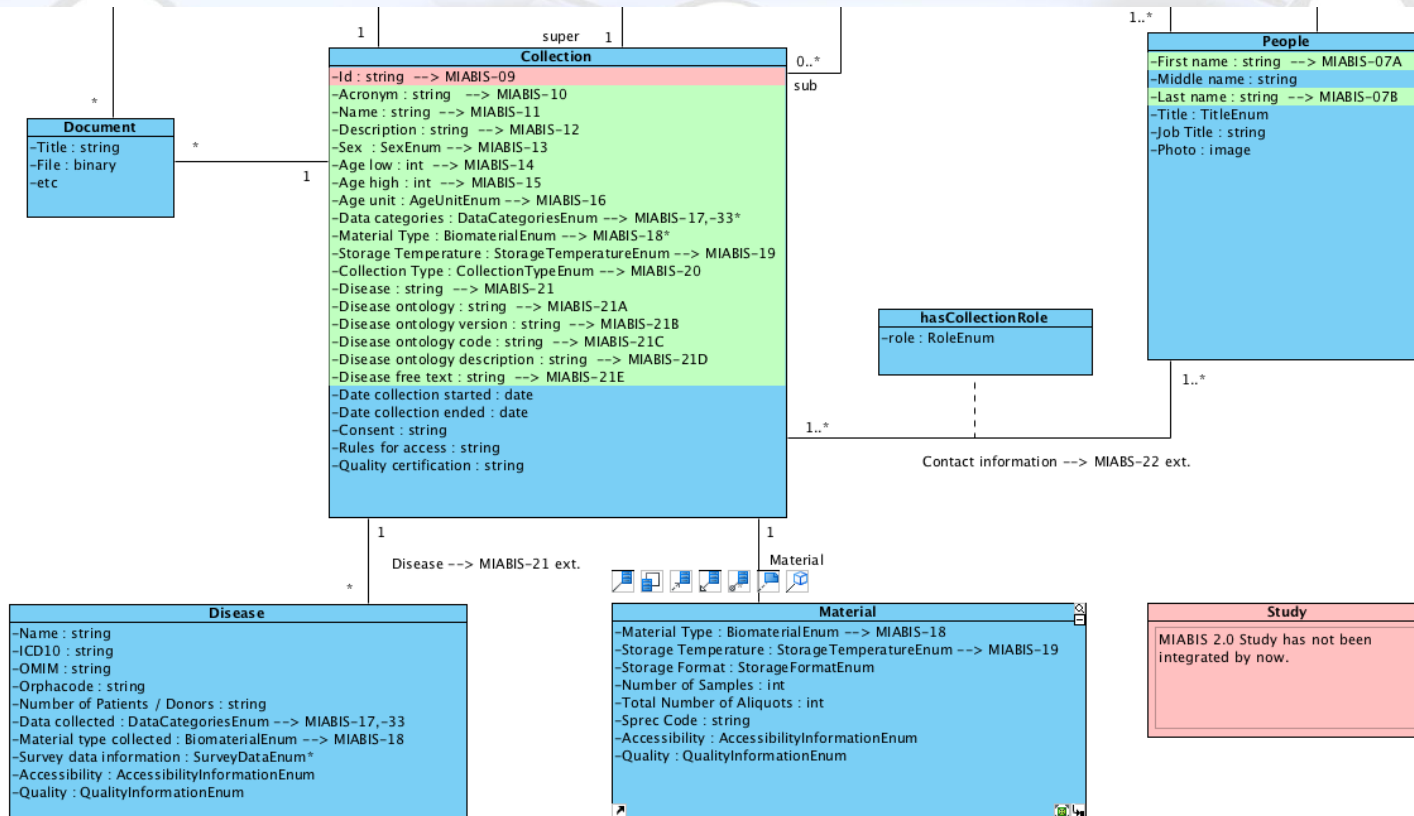 1
super 1
1..*
Collection
-Id : string --> MIABIS-09
-Acronym : string --> MIABIS-10
-Name : string --> MIABIS-11
-Description : string --> MIABIS-12
-Sex : SexEnum --> MIABIS-13
-Age low : int --> MIABIS-14
-Age high : int --> MIABIS-15
-Age unit : AgeUnitEnum --> MIABIS-16
-Data categories : DataCategoriesEnum --> MIABIS-17,-33*
-Material Type : BiomaterialEnum --> MIABIS-18*
-Storage Temperature : StorageTemperatureEnum --> MIABIS-19
-Collection Type : CollectionTypeEnum --> MIABIS-20
-Disease : string --> MIABIS-21
-Disease ontology : string --> MIABIS-21A
-Disease ontology version : string --> MIABIS-21B
-Disease ontology code : string --> MIABIS-21C
-Disease ontology description : string --> MIABIS-21D
-Disease free text : string --> MIABIS-21E
-Date collection started : date
-Date collection ended : date
-Consent : string
-Rules for access : string
-Quality certification : string
0..*
sub
People
-First name : string --> MIABIS-07A
-Middle name : string
-Last name : string --> MIABIS-07B
-Title : TitleEnum
-Job Title : string
-Photo : image
*
Document
-Title : string
-File : binary
-etc
*
1
hasCollectionRole
-role : RoleEnum
1..*
1..*
Contact information --> MIABS-22 ext.
1
Disease --> MIABIS-21 ext.
*
1
Material
Disease
-Name : string
-ICD10 : string
-OMIM : string
-Orphacode : string
-Number of Patients / Donors : string
-Data collected : DataCategoriesEnum --> MIABIS-17,-33
-Material type collected : BiomaterialEnum --> MIABIS-18
-Survey data information : SurveyDataEnum*
-Accessibility : AccessibilityInformationEnum
-Quality : QualityInformationEnum
Material
-Material Type : BiomaterialEnum --> MIABIS-18
-Storage Temperature : StorageTemperatureEnum --> MIABIS-19
-Storage Format : StorageFormatEnum
-Number of Samples : int
-Total Number of Aliquots : int
-Sprec Code : string
-Accessibility : AccessibilityInformationEnum
-Quality : QualityInformationEnum
Study
MIABIS 2.0 Study has not been
integrated by now.